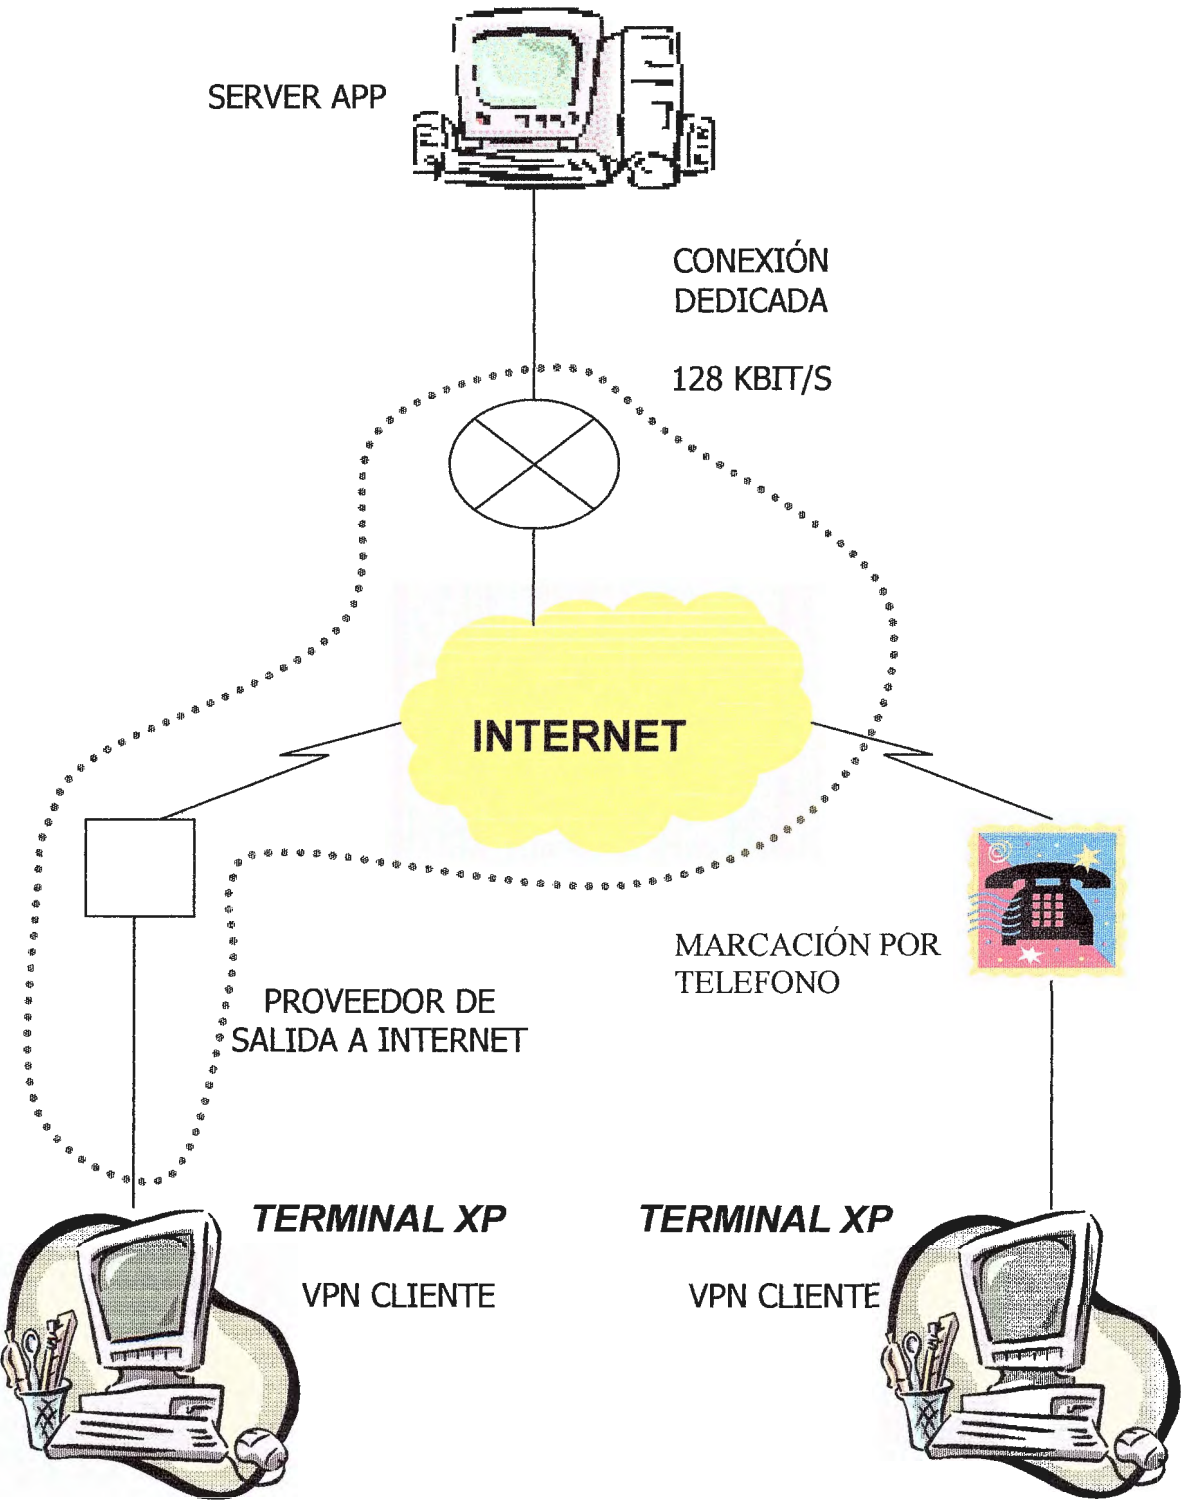 SERVER APP
CONEXIÓN
DEDICADA
128 KBIT/S
INTERNET
MARCACIÓN POR
TELEFONO
PROVEEDOR DE
SALIDA A INTERNET
TERMINAL XP
VPN CLIENTE
TERMINAL XP
VPN CLIENTE